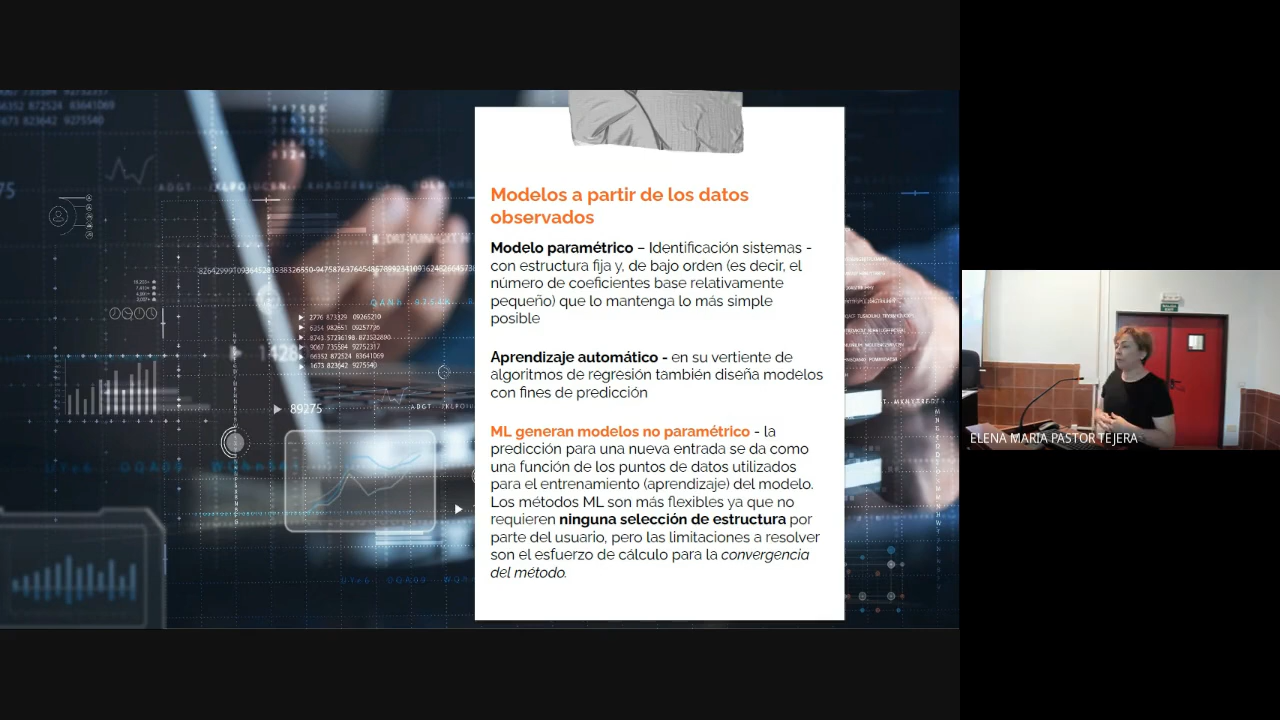 Modelos a partir de los datos
observados
Modelo paramétrico – Identificación sistemas -
con estructura fija y, de bajo orden (es decir, el
número de coeficientes base relativamente
pequeño) que lo mantenga lo más simple
posible
Aprendizaje automático - en su vertiente de
algoritmos de regresión también diseña modelos
con fines de predicción
ML generan modelos no paramétrico - la
predicción para una nueva entrada se da como
una función de los puntos de datos utilizados
para el entrenamiento (aprendizaje) del modelo.
Los métodos ML son más flexibles ya que no
requieren ninguna selección de estructura por
parte del usuario, pero las limitaciones a resolver
son el esfuerzo de cálculo para la convergencia
del método.
89275
ELENA MARIA PASTOR TEJERA